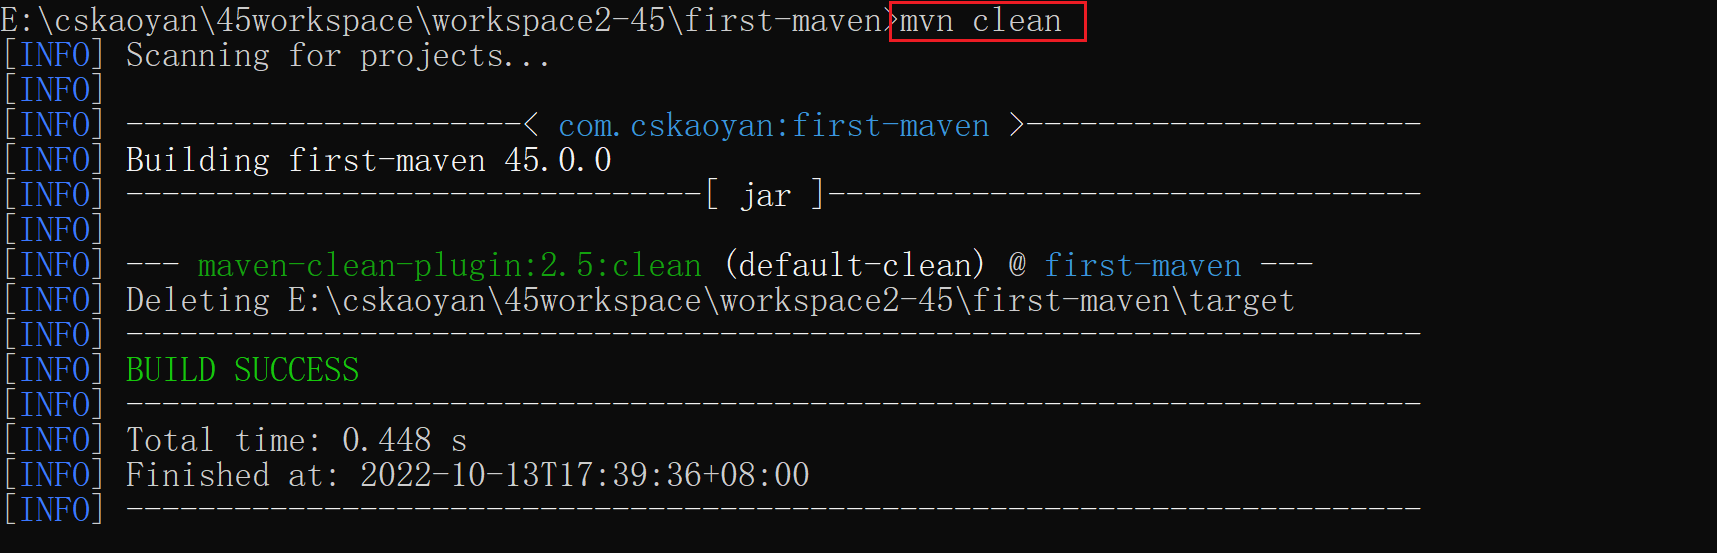 E:\cskaoyan\45workspace\workspace2-45\first-maven>mvn clean
[INFO] Scanning for projects...
[INFO]
[INFO] ----------------------< com.cskaoyan:first-maven >----------------------
[INFO] Building first-maven 45.0.0
[INFO] --------------------------------[ jar ]---------------------------------
[INFO]
[INFO] --- maven-clean-plugin:2.5:clean (default-clean) @ first-maven ---
[INFO] Deleting E:\cskaoyan\45workspace\workspace2-45\first-maven\target
[INFO] ------------------------------------------------------------------------
[INFO] BUILD SUCCESS
[INFO] ------------------------------------------------------------------------
[INFO] Total time: 0.448 s
[INFO] Finished at: 2022-10-13T17:39:36+08:00
[INFO] ------------------------------------------------------------------------